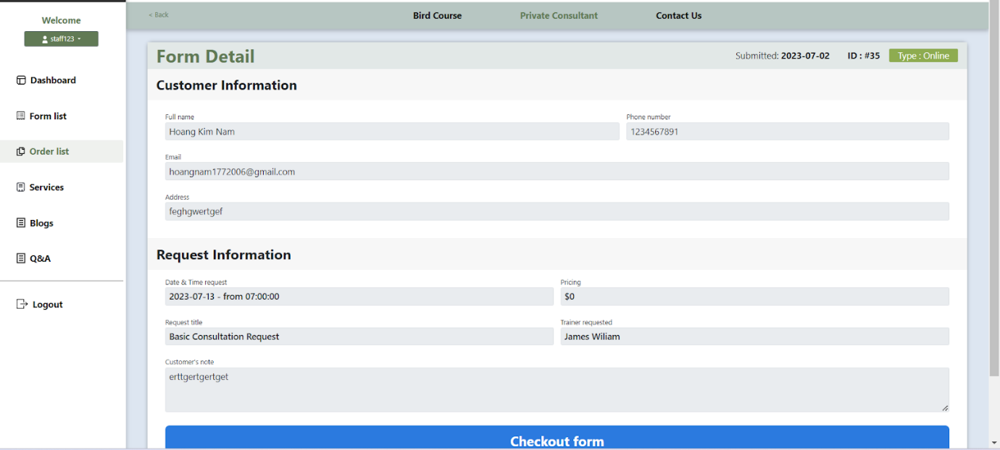 Welcome
staff123
Dashboard
Form list
Order list
Services
Blogs
Q&A
Logout
< Back
Bird Course
Private Consultant
Contact Us
Form Detail
Submitted: 2023-07-02 ID : #35 Type : Online
Customer Information
Full name
Hoang Kim Nam
Phone number
1234567891
Email
hoangnam1772006@gmail.com
Address
feghgwertgef
Request Information
Date & Time request
2023-07-13 - from 07:00:00
Pricing
$0
Request title
Basic Consultation Request
Trainer requested
James Wiliam
Customer's note
erttgertgertget
Checkout form